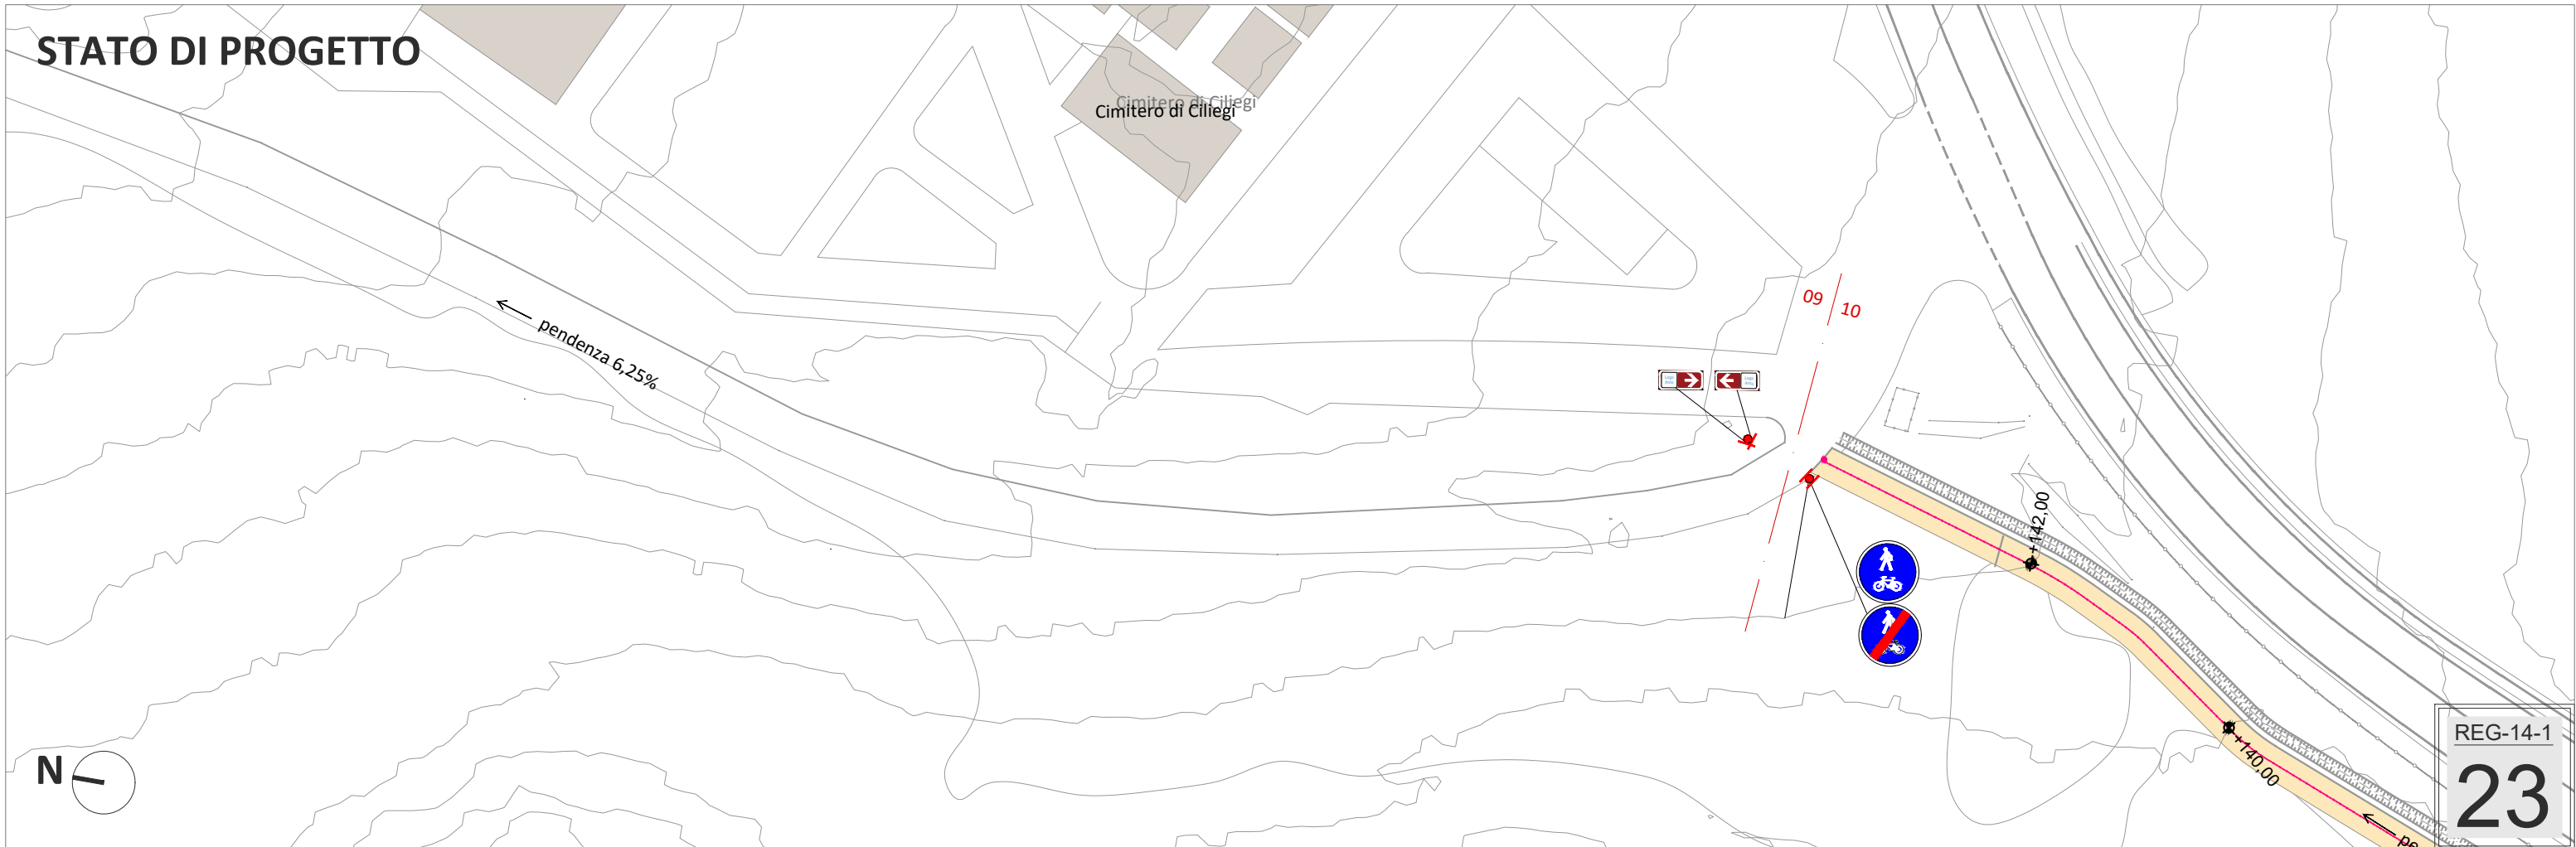 STATO DI PROGETTO
Cimitero di Ciliegi
Cimitero di Ciliegi
09
10
pendenza 6,25%
+142,00
+140,00
N
REG-14-1
23